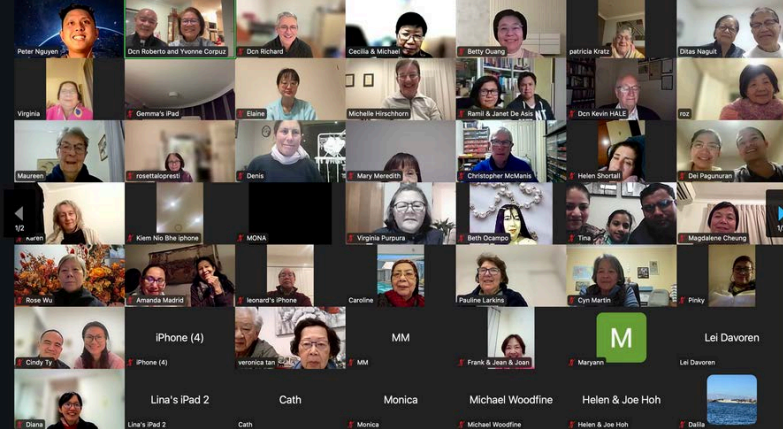 Peter Nguyen
Dcn Roberto and Yvonne Corpuz
Dcn Richard
Cecilia & Michael
Betty Ouang
patricia Kratz
Ditas Naguit
Virginia
Gemma's iPad
Elaine
Michelle Hirschhorn
Ramil & Janet De Asis
Dcn Kevin HALE
roz
Maureen
rosettalopresti
Denis
Mary Meredith
Christopher McManis
Helen Shortall
Dei Pagunuran
1/2
Karen
Kiem Nio Bhe iphone
MONA
Virginia Purpura
Beth Ocampo
Tina
Magdalene Cheung
Rose Wu
Amanda Madrid
leonard's iPhone
Caroline
Pauline Larkins
Cyn Martin
Pinky
Cindy Ty
iPhone (4)
iPhone (4)
veronica tan
MM
MM
Frank & Jean & Joan
M
Maryann
Lei Davoren
Lei Davoren
Diana
Lina's iPad 2
Lina's iPad 2
Cath
Cath
Monica
Monica
Michael Woodfine
Michael Woodfine
Helen & Joe Hoh
Helen & Joe Hoh
Dalila